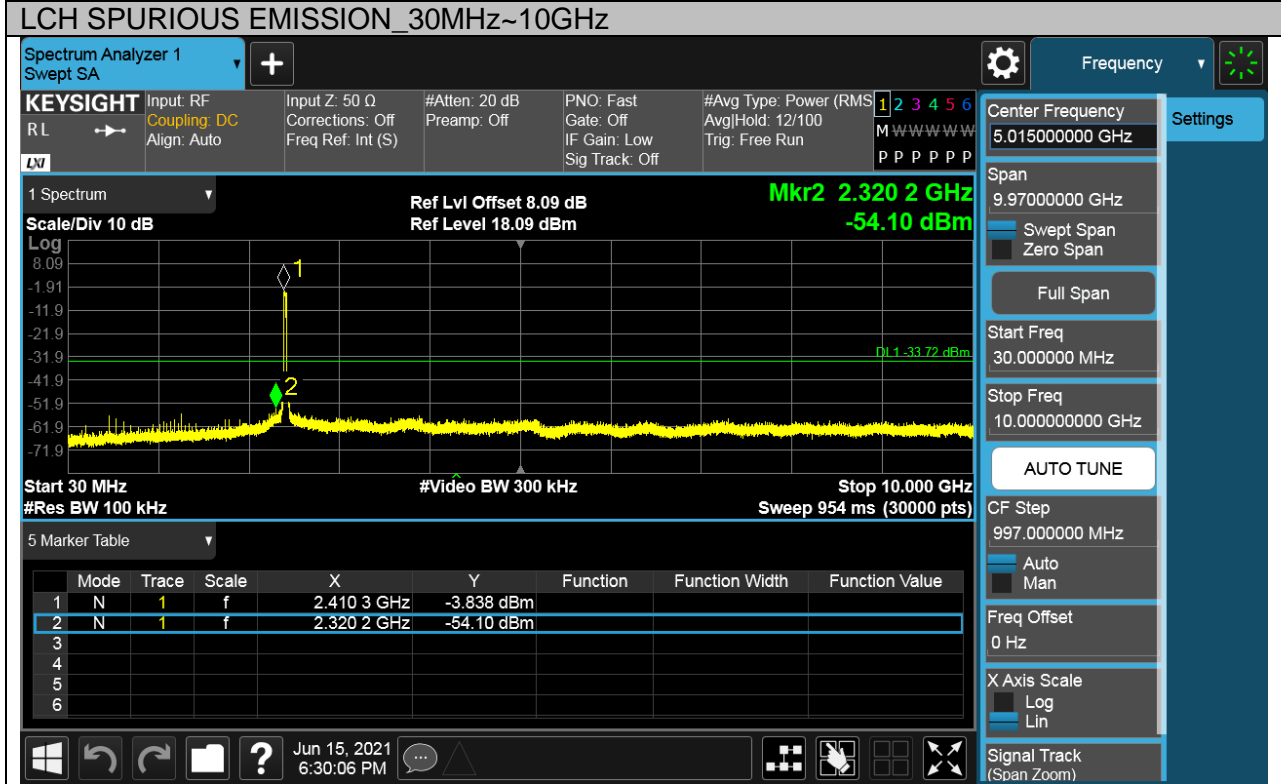 LCH SPURIOUS EMISSION_30MHz~10GHz
Spectrum Analyzer 1
Swept SA
+
Frequency
KEYSIGHT
RL
LXI
Input: RF
Coupling: DC
Align: Auto
Input Z: 50 Ω
Corrections: Off
Freq Ref: Int (S)
#Atten: 20 dB
Preamp: Off
PNO: Fast
Gate: Off
IF Gain: Low
Sig Track: Off
#Avg Type: Power (RMS
Avg|Hold: 12/100
Trig: Free Run
1 2 3 4 5 6
M W W W W W
P P P P P P
1 Spectrum
Scale/Div 10 dB
Ref Lvl Offset 8.09 dB
Ref Level 18.09 dBm
Mkr2 2.320 2 GHz
-54.10 dBm
Log
8.09
-1.91
-11.9
-21.9
-31.9
-41.9
-51.9
-61.9
-71.9
1
2
DL1 -33.72 dBm
Start 30 MHz
#Video BW 300 kHz
Stop 10.000 GHz
#Res BW 100 kHz
Sweep 954 ms (30000 pts)
5 Marker Table
Mode Trace Scale X Y Function Function Width Function Value
1 N 1 f 2.410 3 GHz -3.838 dBm
2 N 1 f 2.320 2 GHz -54.10 dBm
3
4
5
6
?
Jun 15, 2021
6:30:06 PM
Center Frequency
5.015000000 GHz
Settings
Span
9.97000000 GHz
Swept Span
Zero Span
Full Span
Start Freq
30.000000 MHz
Stop Freq
10.000000000 GHz
AUTO TUNE
CF Step
997.000000 MHz
Auto
Man
Freq Offset
0 Hz
X Axis Scale
Log
Lin
Signal Track
(Span Zoom)